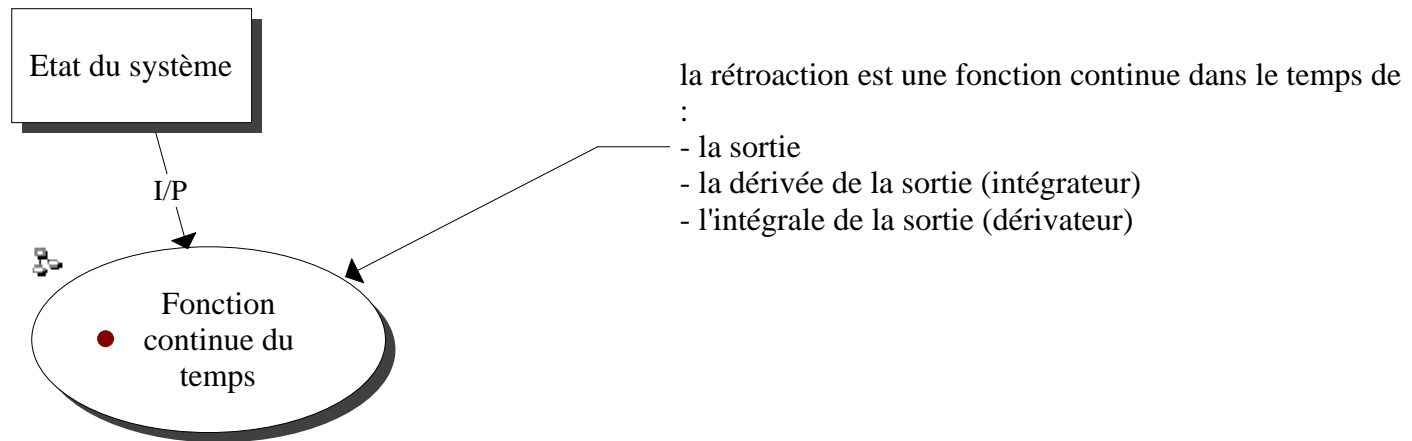 Etat du système
I/P
Fonction
continue du
temps
la rétroaction est une fonction continue dans le temps de
:
- la sortie
- la dérivée de la sortie (intégrateur)
- l'intégrale de la sortie (dérivateur)